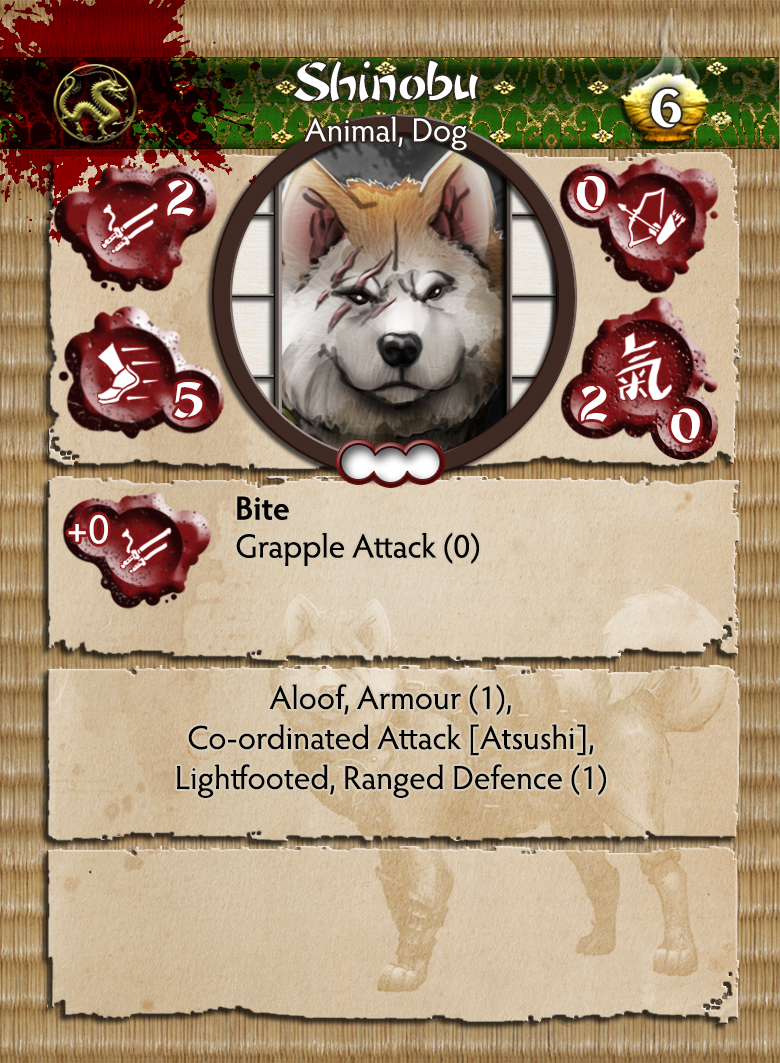 Shinobu
6
Animal, Dog
2
0
5
氣
2
0
+0
Bite
Grapple Attack (0)
Aloof, Armour (1),
Co-ordinated Attack [Atsushi],
Lightfooted, Ranged Defence (1)